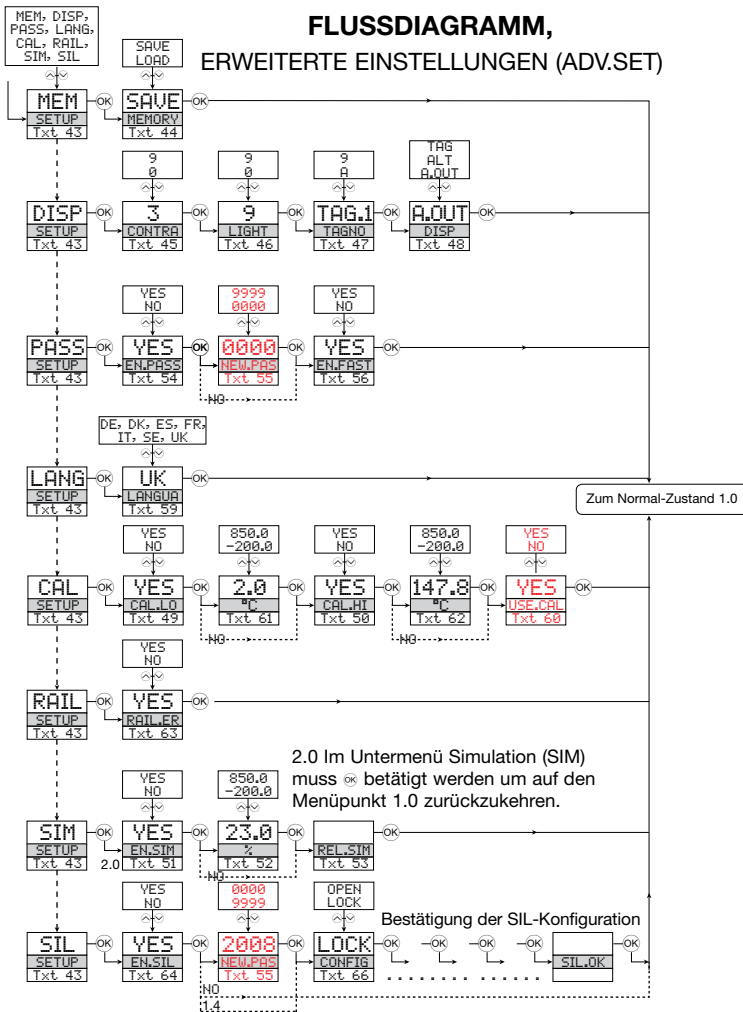 MEM, DISP,
PASS, LANG,
CAL, RAIL,
SIM, SIL
FLUSSDIAGRAMM,
ERWEITERTE EINSTELLUNGEN (ADV.SET)
SAVE
LOAD
MEM OK SAVE OK
SETUP MEMORY
Txt 43 Txt 44
9 9 9 TAG
0 0 A ALT
A.OUT
DISP OK 3 OK 9 OK TAG.1 OK A.OUT OK
SETUP CONTRA LIGHT TAGNO DISP
Txt 43 Txt 45 Txt 46 Txt 47 Txt 48
YES 9999 YES
NO 0000 NO
PASS OK YES OK 0000 OK YES OK
SETUP EN.PASS NEW.PAS EN.FAST
Txt 43 Txt 54 Txt 55 Txt 56
NO
DE, DK, ES, FR,
IT, SE, UK
LANG OK UK OK
SETUP LANGUA
Txt 43 Txt 59
Zum Normal-Zustand 1.0
YES 850.0 YES 850.0 YES
NO -200.0 NO -200.0 NO
CAL OK YES OK 2.0 OK YES OK 147.8 OK YES OK
SETUP CAL.LO °C CAL.HI °C USE.CAL
Txt 43 Txt 49 Txt 61 Txt 50 Txt 62 Txt 60
NO NO
YES
NO
RAIL OK YES OK
SETUP RAIL.ER
Txt 43 Txt 63
2.0 Im Untermenü Simulation (SIM)
muss OK betätigt werden um auf den
Menüpunkt 1.0 zurückzukehren.
YES 850.0
NO -200.0
SIM OK YES OK 23.0 OK OK
SETUP EN.SIM % REL.SIM
Txt 43 2.0 Txt 51 Txt 52 Txt 53
NO
YES 0000 OPEN
NO 9999 LOCK
Bestätigung der SIL-Konfiguration
SIL OK YES OK 2008 OK LOCK OK OK OK OK OK
SETUP EN.SIL NEW.PAS CONFIG SIL.OK
Txt 43 Txt 64 Txt 55 Txt 66
NO
1.4